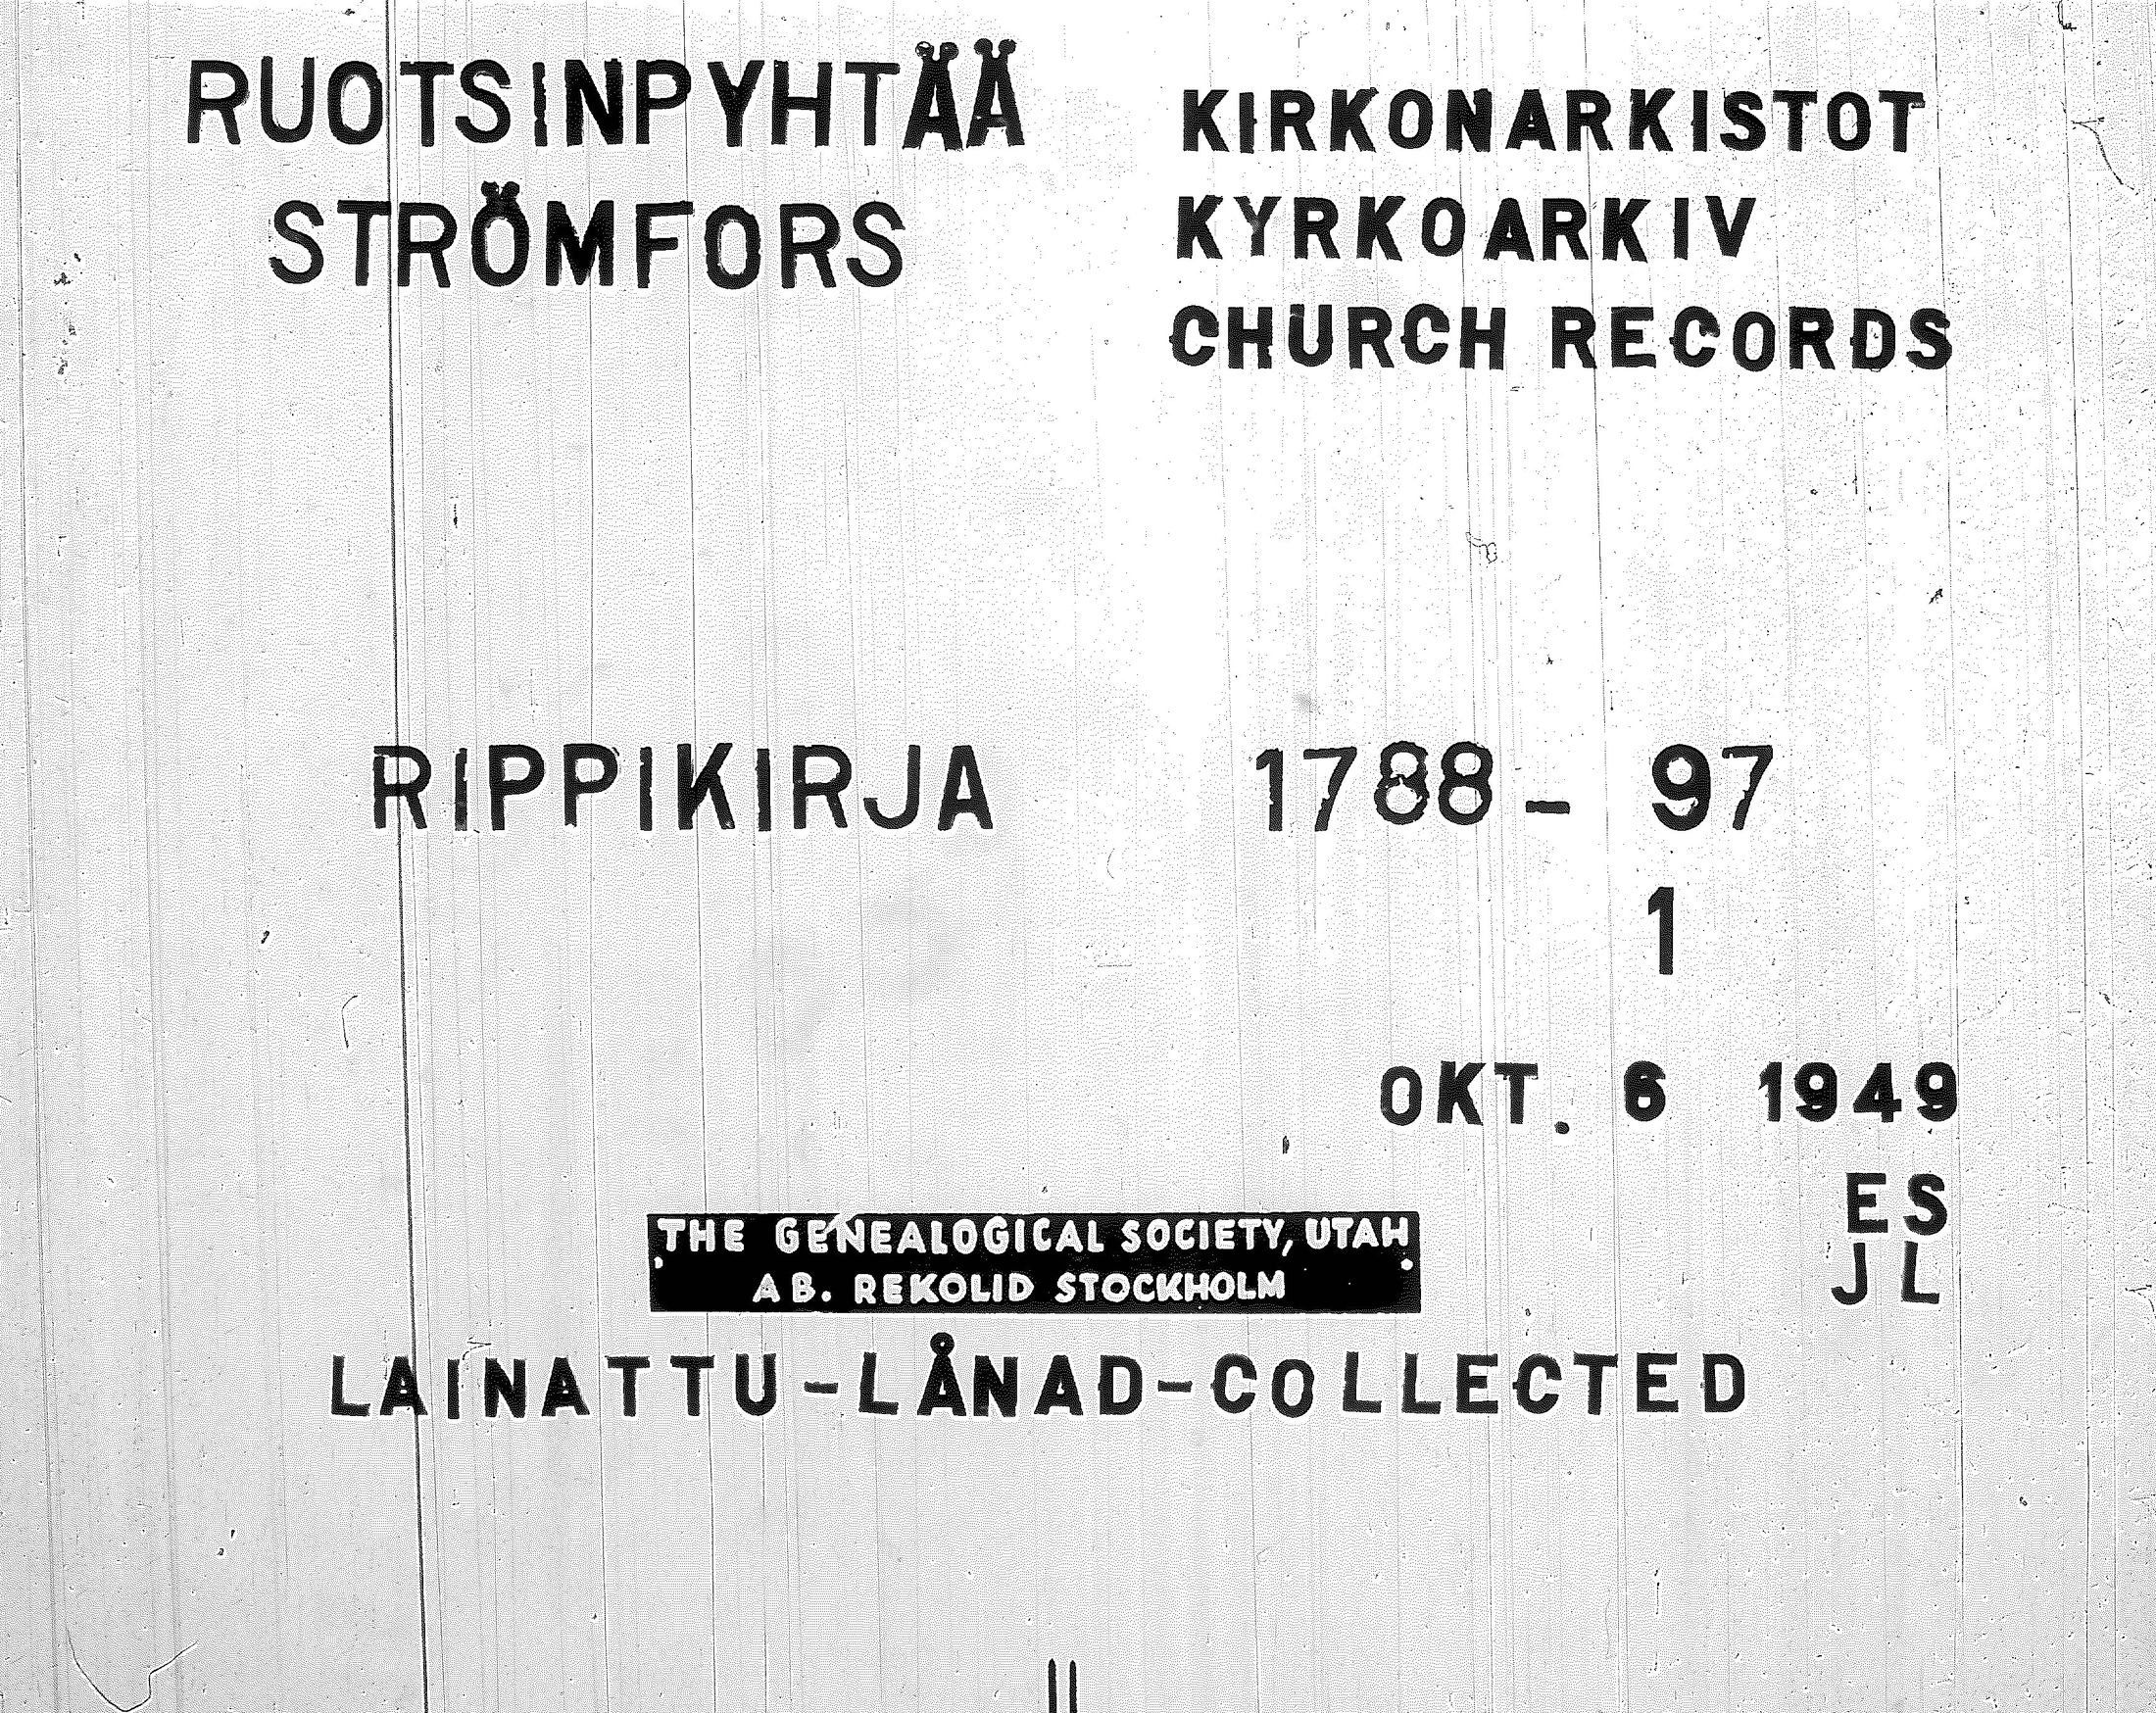 RUOTSINPYHTÄÄ
STRÖMFORS
KIRKONARKISTOT
KYRKOARKIV
CHURCH RECORDS
RIPPIKIRJA 1788- 97
1
OKT. 6 1949
ES
JL
THE GENEALOGICAL SOCIETY, UTAH
AB. REKOLID STOCKHOLM
LAINATTU-LÅNAD-COLLECTED